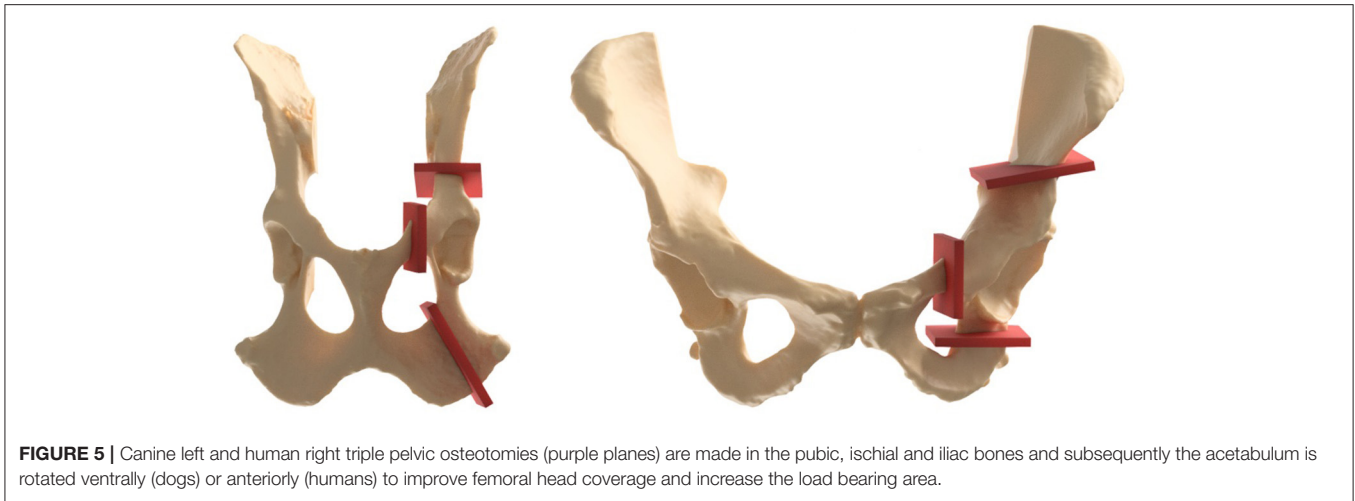 FIGURE 5 | Canine left and human right triple pelvic osteotomies (purple planes) are made in the pubic, ischial and iliac bones and subsequently the acetabulum is
rotated ventrally (dogs) or anteriorly (humans) to improve femoral head coverage and increase the load bearing area.